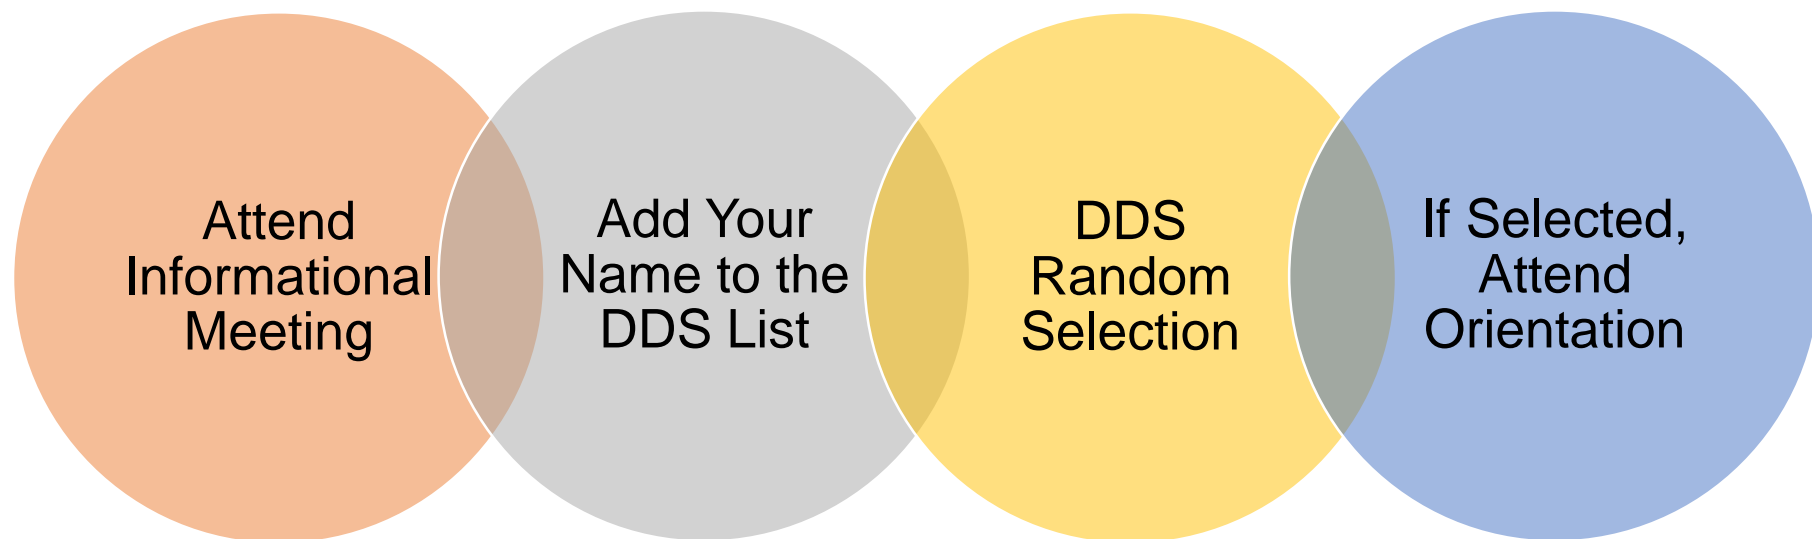 Attend
Informational
Meeting
Add Your
Name to the
DDS List
DDS
Random
Selection
If Selected,
Attend
Orientation